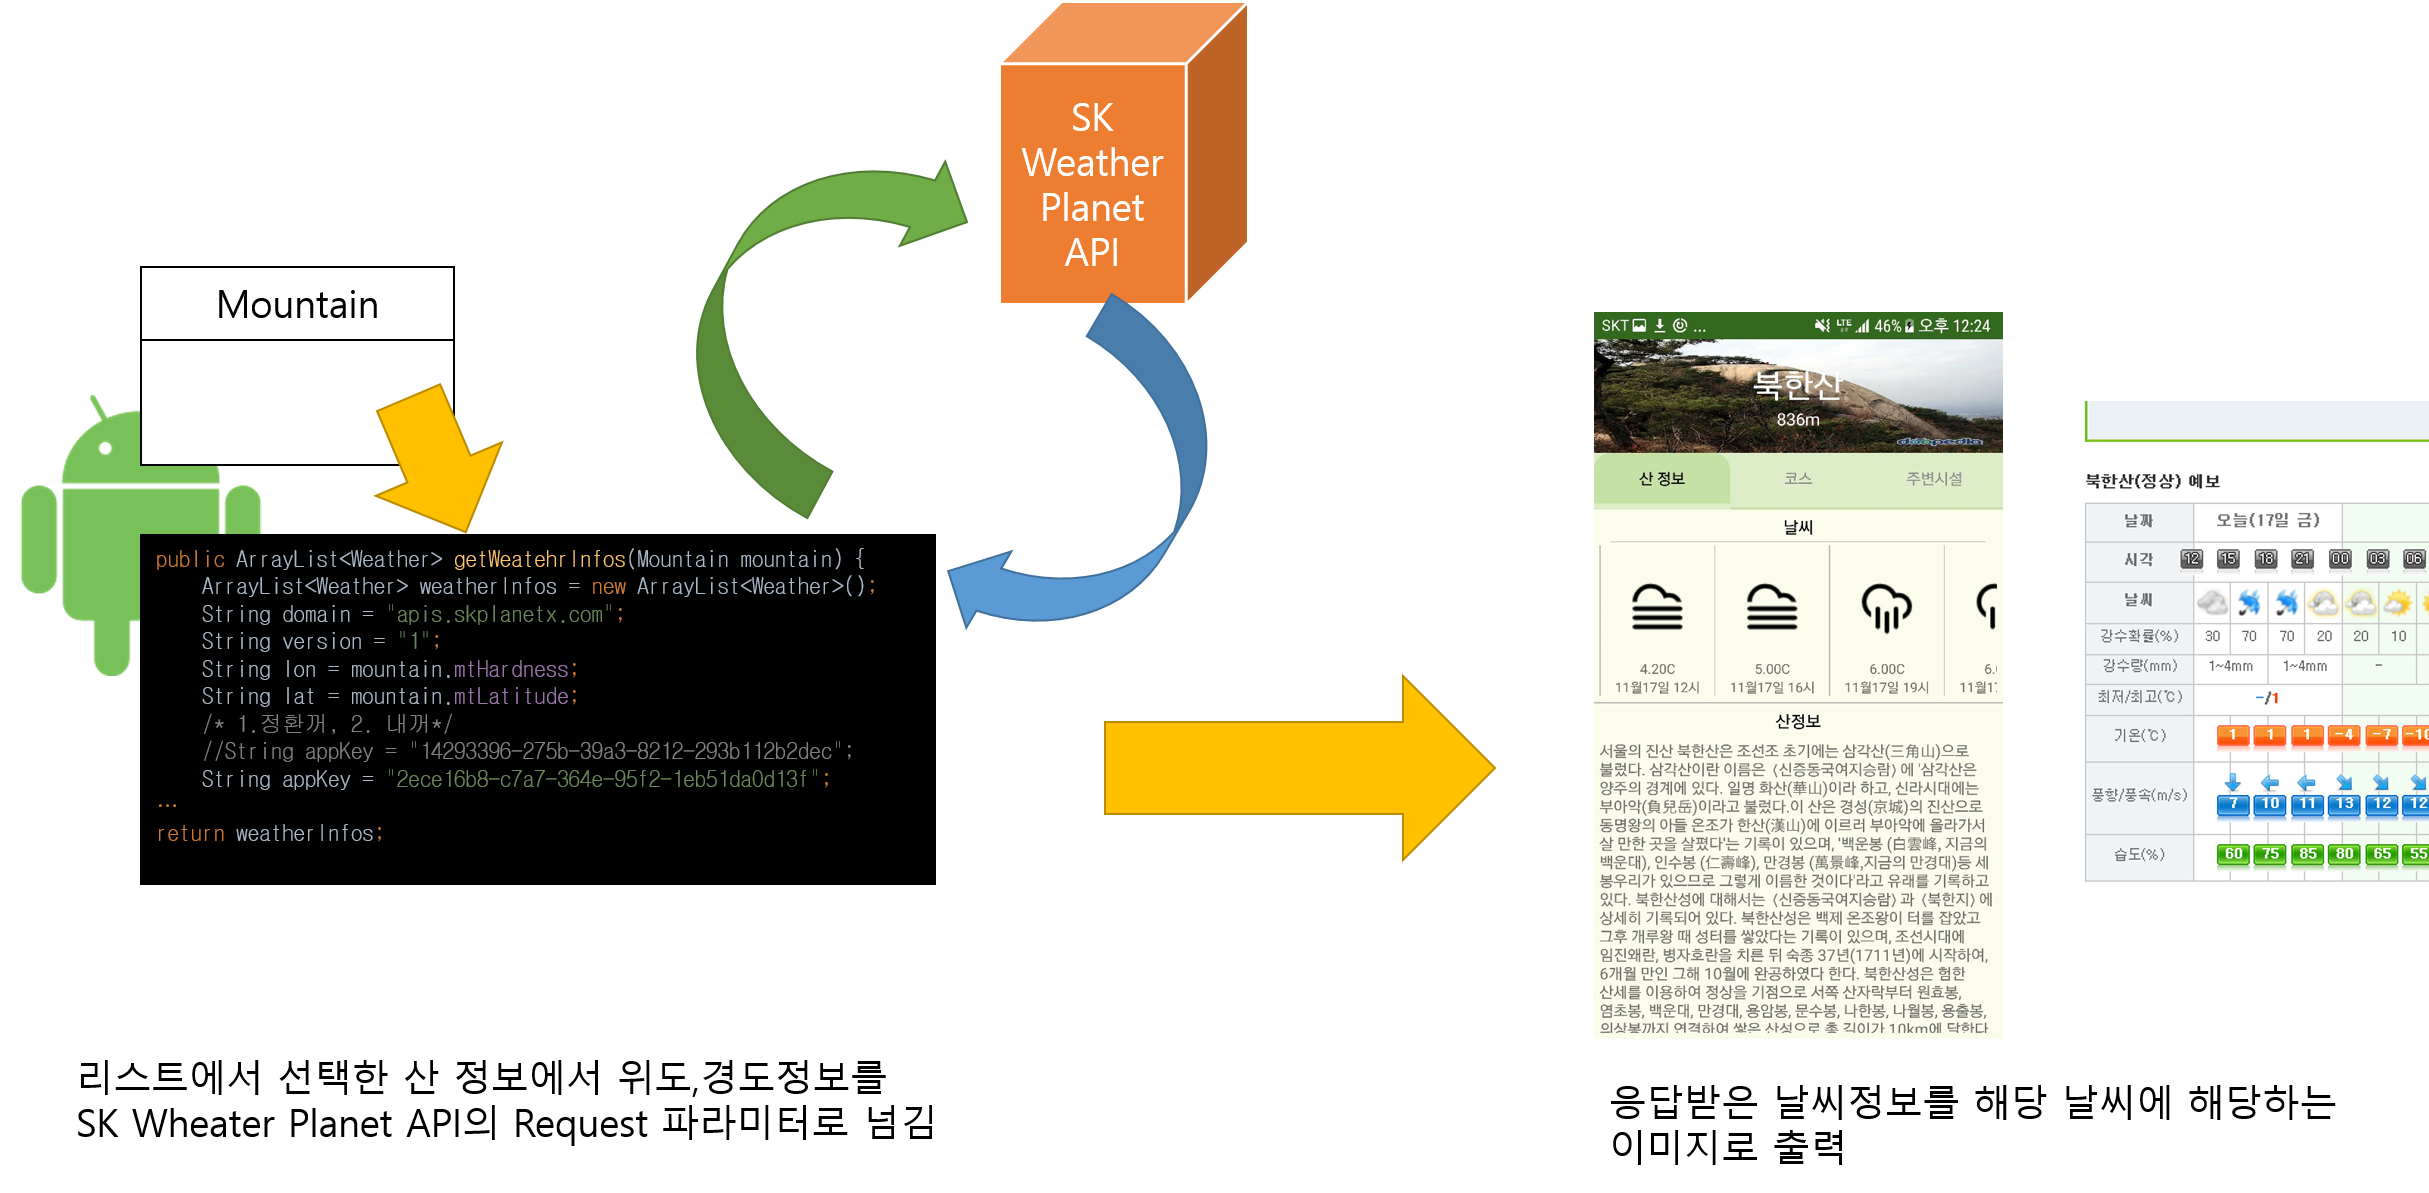 SK
Weather
Planet
API
Mountain
public ArrayList<Weather> getWeatehrInfos(Mountain mountain) {
ArrayList<Weather> weatherInfos = new ArrayList<Weather>();
String domain = "apis.skplanetx.com";
String version = "1";
String lon = mountain.mtHardness;
String lat = mountain.mtLatitude;
/* 1.정환꺼, 2. 내꺼*/
//String appKey = "14293396-275b-39a3-8212-293b112b2dec";
String appKey = "2ece16b8-c7a7-364e-95f2-1eb51da0d13f";
…
return weatherInfos;
리스트에서 선택한 산 정보에서 위도,경도정보를
SK Wheater Planet API의 Request 파라미터로 넘김
SKT ... LTE 46% 오후 12:24
북한산
836m
산 정보 코스 주변시설
날씨
4.20C 5.00C 6.00C 6.
11월17일 12시 11월17일 16시 11월17일 19시 11월1
산정보
서울의 진산 북한산은 조선조 초기에는 삼각산(三角山)으로
불렀다. 삼각산이란 이름은 〈신증동국여지승람〉에 '삼각산은
양주의 경계에 있다. 일명 화산(華山)이라 하고, 신라시대에는
부아악(負兒岳)이라고 불렀다.이 산은 경성(京城)의 진산으로
동명왕의 아들 온조가 한산(漢山)에 이르러 부아악에 올라가서
살 만한 곳을 살폈다'는 기록이 있으며, '백운봉 (白雲峰, 지금의
백운대), 인수봉 (仁壽峰), 만경봉 (萬景峰,지금의 만경대)등 세
봉우리가 있으므로 그렇게 이름한 것이다'라고 유래를 기록하고
있다. 북한산성에 대해서는 〈신증동국여지승람〉과 〈북한지〉에
상세히 기록되어 있다. 북한산성은 백제 온조왕이 터를 잡았고
그후 개루왕 때 성터를 쌓았다는 기록이 있으며, 조선시대에
임진왜란, 병자호란을 치른 뒤 숙종 37년(1711년)에 시작하여,
6개월 만인 그해 10월에 완공하였다 한다. 북한산성은 험한
산세를 이용하여 정상을 기점으로 서쪽 산자락부터 원효봉,
염초봉, 백운대, 만경대, 용암봉, 문수봉, 나한봉, 나월봉, 용출봉,
의상봉까지 연결하여 쌓은 산성으로 총 길이가 10km에 달한다
북한산(정상) 예보
날짜 오늘(17일 금)
시각 12 15 18 21 00 03 06
날씨
강수확률(%) 30 70 70 20 20 10
강수량(mm) 1~4mm 1~4mm -
최저/최고(℃) -/1
기온(℃) 1 1 1 -4 -7 -10
풍향/풍속(m/s) 7 10 11 13 12 12
습도(%) 60 75 85 80 65 55
응답받은 날씨정보를 해당 날씨에 해당하는
이미지로 출력